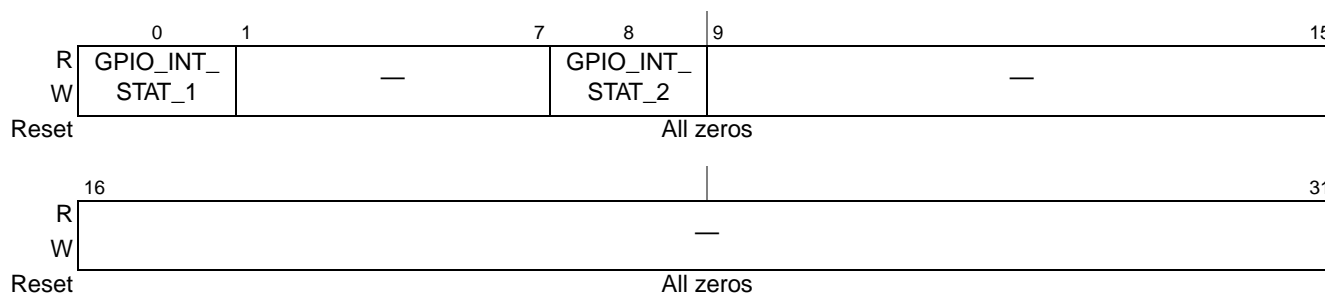 0 1 7 8 9 15
R GPIO_INT_ — GPIO_INT_ —
W STAT_1 STAT_2
Reset All zeros
16 31
R —
W
Reset All zeros